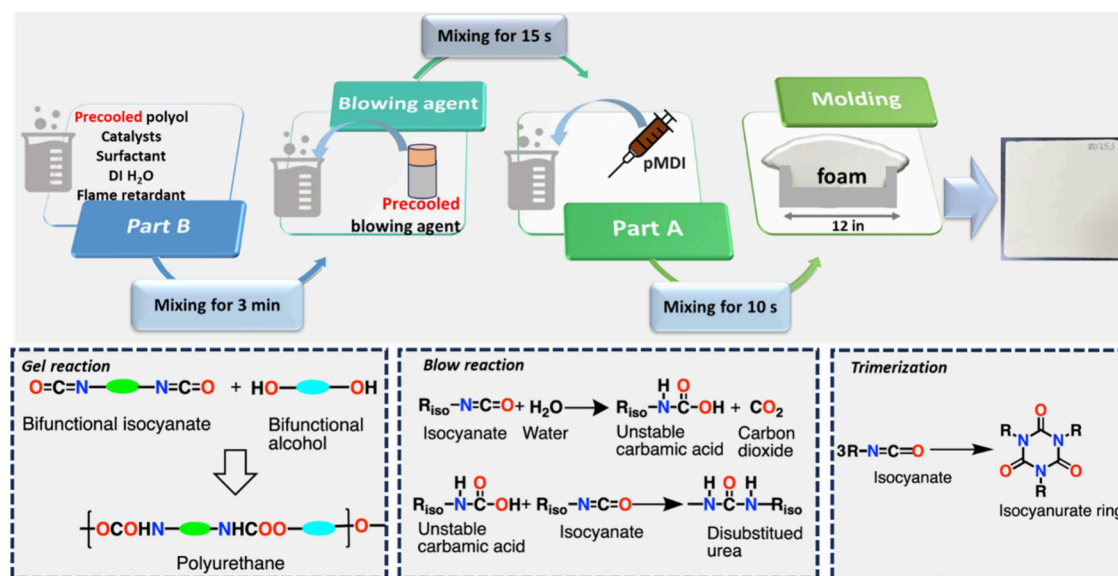 Mixing for 15 s
Precooled polyol
Catalysts
Surfactant
DI H₂O
Flame retardant
Part B
Mixing for 3 min
Blowing agent
Precooled
blowing agent
pMDI
Part A
Mixing for 10 s
Molding
foam
12 in
Gel reaction
O=C=N N=C=O + HO OH
Bifunctional isocyanate
Bifunctional
alcohol
OCOHN NHCOO O
Polyurethane
Blow reaction
H O
Riso N=C=O + H₂O Riso N C OH + CO₂
Isocyanate Water Unstable
carbamic acid
Carbon
dioxide
H O H O H
Riso N C OH + Riso N=C=O N C N Riso
Unstable
carbamic acid
Isocyanate
Disubstitued
urea
Trimerization
3R N=C=O
Isocyanate
O
R N N R
O N O
R
Isocyanurate ring